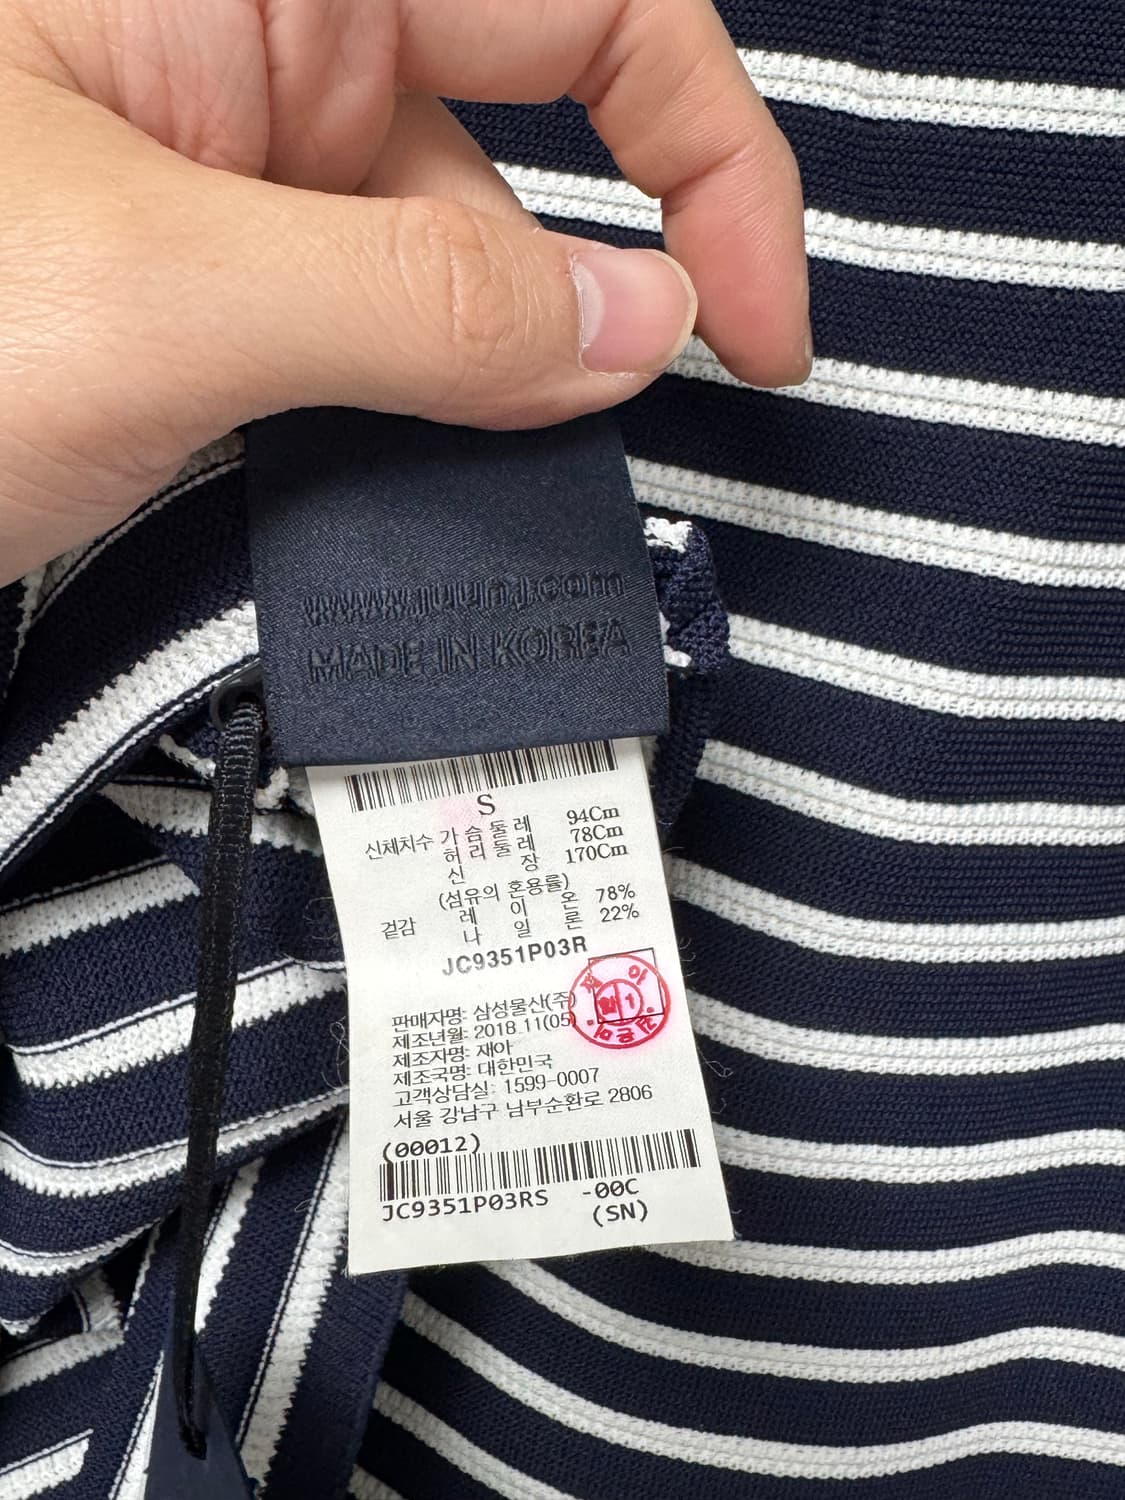 www.juunj.com
MADE IN KOREA
S
신체치수 가슴둘레 94Cm
허리둘레 78Cm
신장 170Cm
(섬유의 혼용률)
겉감 레이온 78%
나일론 22%
JC9351P03R
판매자명: 삼성물산(주)
제조년월: 2018.11(05)
제조자명: 재아
제조국명: 대한민국
고객상담실: 1599-0007
서울 강남구 남부순환로 2806
(00012)
JC9351P03RS -00C
(SN)